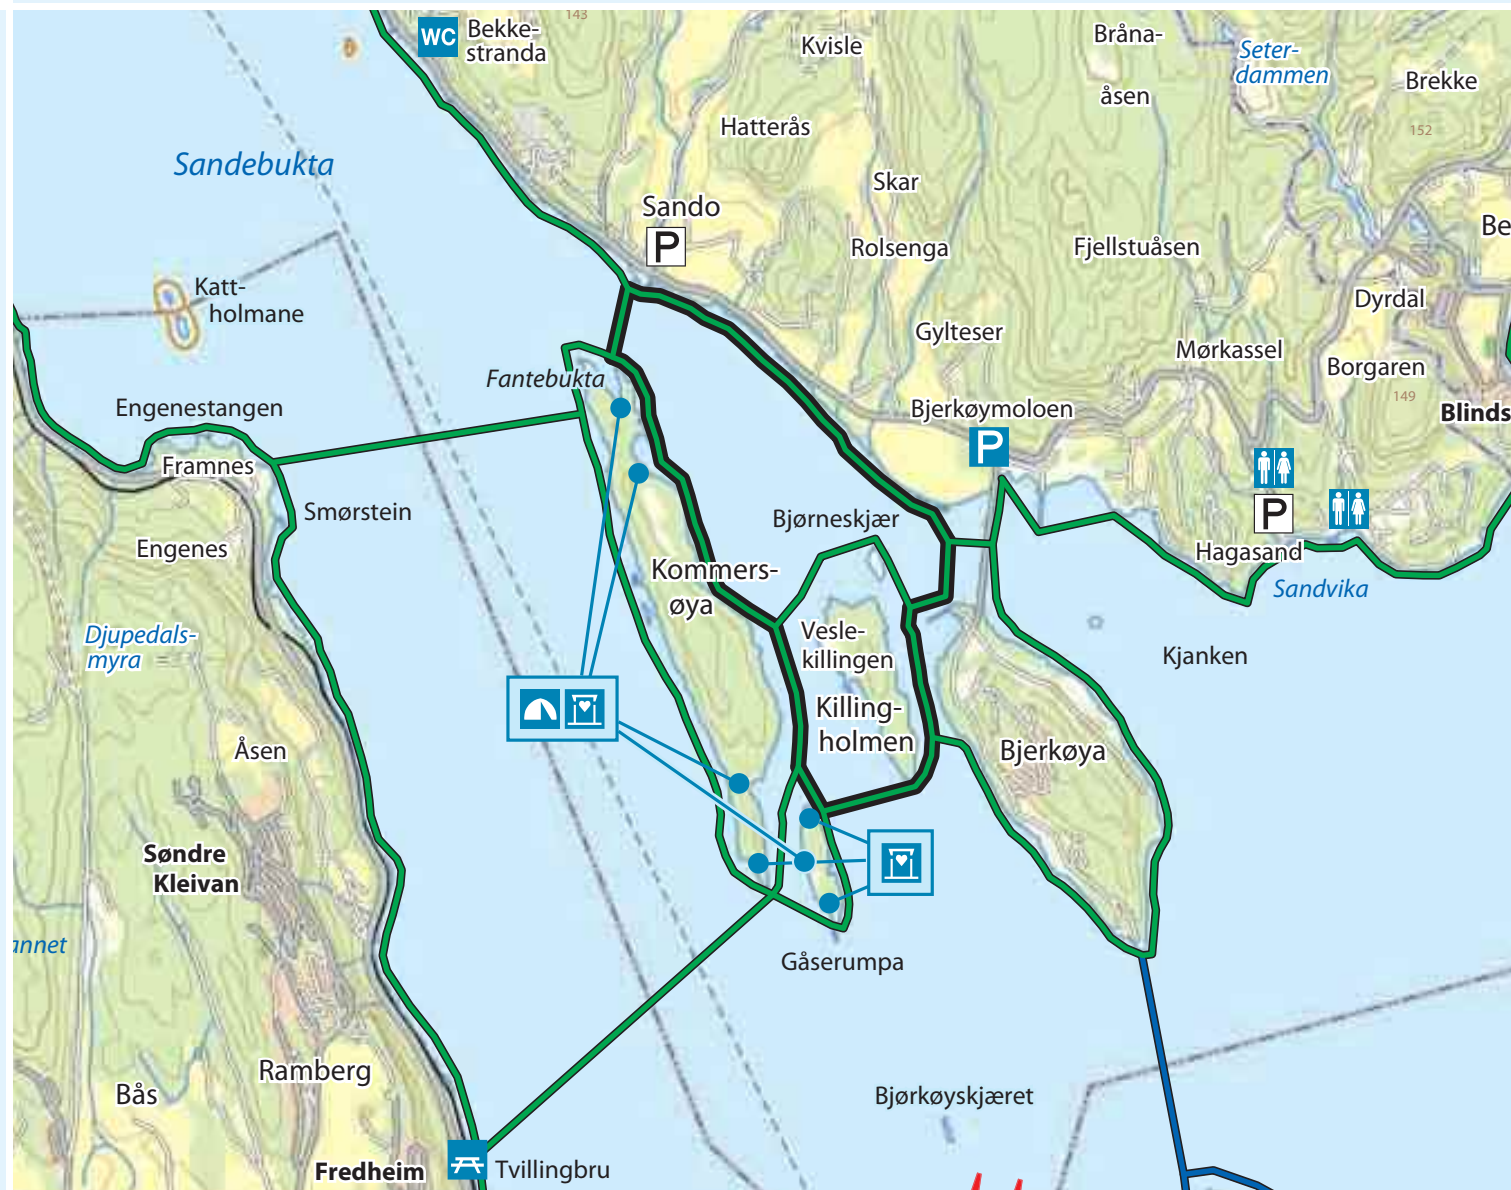 143
WC
Bekke-
stranda
Kvisle
Bråna-
åsen
Seter-
dammen
Brekke
152
Hatterås
Sandebukta
Skar
Sando
P
Rolsenga
Fjellstuåsen
Be
Katt-
holmane
Dyrdal
Gylteser
Mørkassel
Borgaren
149
Fantebukta
Engenestangen
Bjerkøymoloen
P
Blinds
Framnes
Smørstein
Bjørneskjær
P
Hagasand
Engenes
Kommers-
øya
Sandvika
Djupedals-
myra
Vesle-
killingen
Kjanken
Killing-
holmen
Åsen
Bjerkøya
Søndre
Kleivan
annet
Gåserumpa
Ramberg
Bås
Bjørkøyskjæret
Fredheim
Tvillingbru